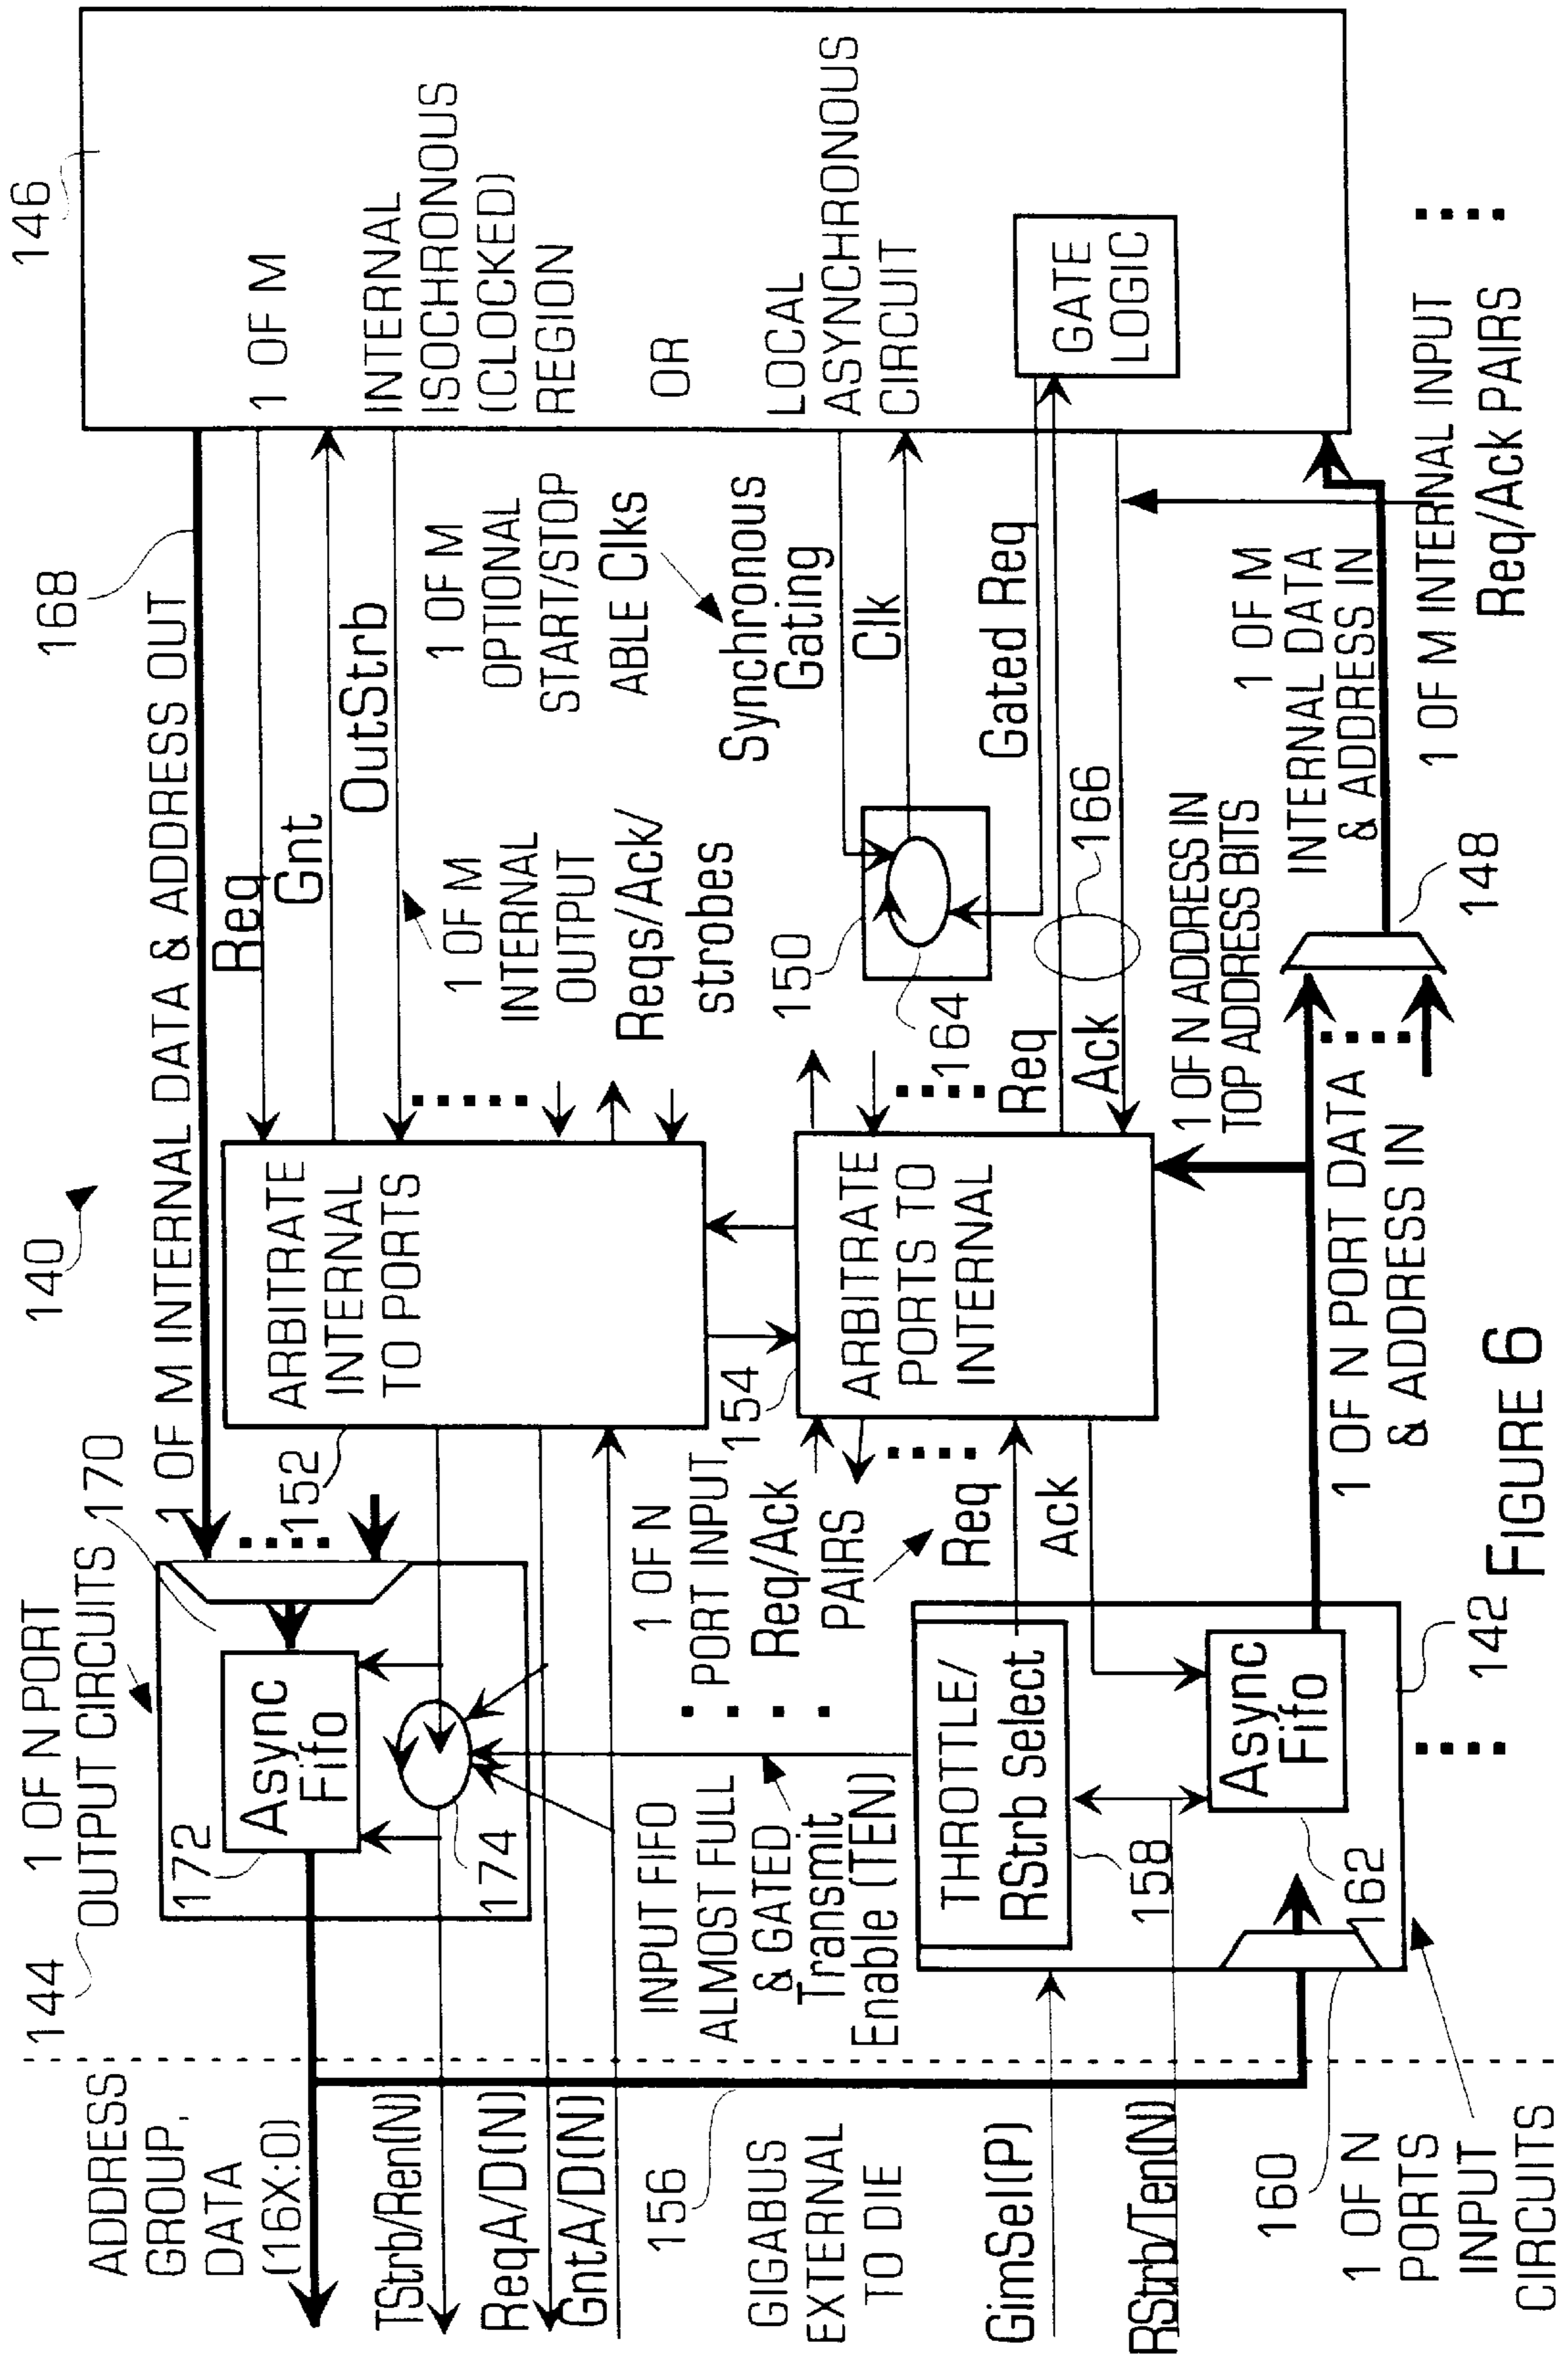 140
146
168
1 OF M INTERNAL DATA & ADDRESS OUT
1 OF N PORT
OUTPUT CIRCUITS
144
170
172
Async
Fifo
174
152
ARBITRATE
INTERNAL
TO PORTS
Req
Gnt
OutStrb
1 OF M
INTERNAL
OUTPUT
Reqs/Ack/
strobes
1 OF M
OPTIONAL
START/STOP
ABLE Clks
1 OF M
INTERNAL
ISOCHRONOUS
(CLOCKED)
REGION
OR
LOCAL
ASYNCHRONOUS
CIRCUIT
GATE
LOGIC
ADDRESS
GROUP,
DATA
(16X:0)
TStrb/Ren(N)
ReqA/D(N)
GntA/D(N)
156
GIGABUS
EXTERNAL
TO DIE
GimSel(P)
RStrb/Ten(N)
160
1 OF N
PORTS
INPUT
CIRCUITS
INPUT FIFO
ALMOST FULL
& GATED
Transmit
Enable (TEN)
1 OF N
PORT INPUT
Req/Ack
PAIRS
THROTTLE/
RStrb Select
158
Async
Fifo
162
142
Req
Ack
154
ARBITRATE
PORTS TO
INTERNAL
150
164
Synchronous
Gating
Clk
Gated Req
Req
Ack
166
1 OF N ADDRESS IN
TOP ADDRESS BITS
1 OF N PORT DATA
& ADDRESS IN
148
1 OF M
INTERNAL DATA
& ADDRESS IN
1 OF M INTERNAL INPUT
Req/Ack PAIRS
FIGURE 6